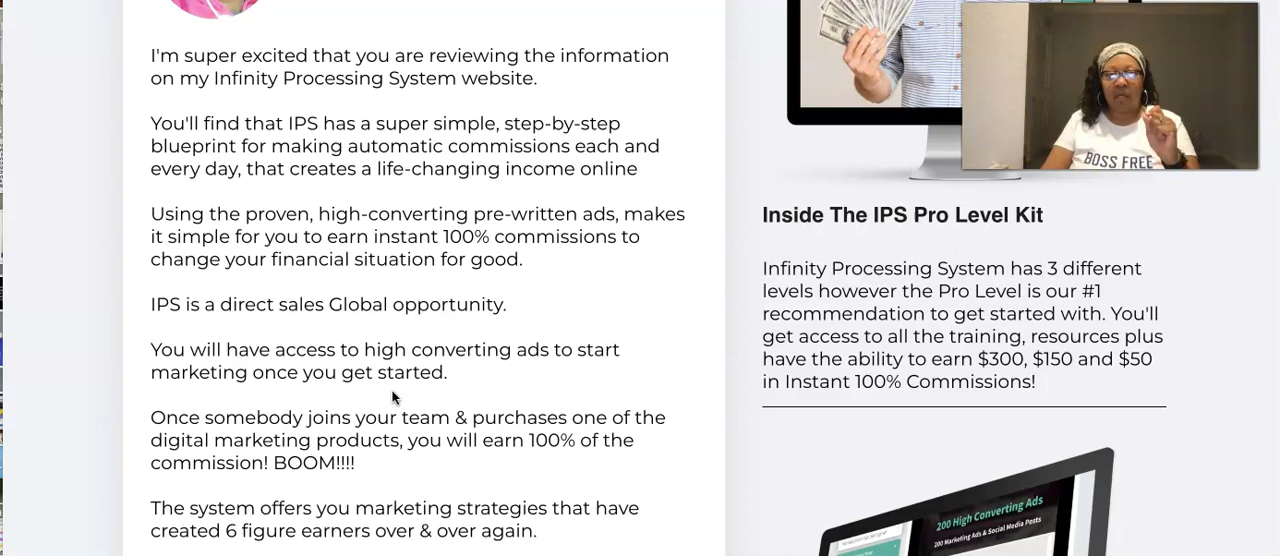 I'm super excited that you are reviewing the information
on my Infinity Processing System website.
You'll find that IPS has a super simple, step-by-step
blueprint for making automatic commissions each and
every day, that creates a life-changing income online
Using the proven, high-converting pre-written ads, makes
it simple for you to earn instant 100% commissions to
change your financial situation for good.
IPS is a direct sales Global opportunity.
You will have access to high converting ads to start
marketing once you get started.
Once somebody joins your team & purchases one of the
digital marketing products, you will earn 100% of the
commission! BOOM!!!!
The system offers you marketing strategies that have
created 6 figure earners over & over again.
BOSS FREE
Inside The IPS Pro Level Kit
Infinity Processing System has 3 different
levels however the Pro Level is our #1
recommendation to get started with. You'll
get access to all the training, resources plus
have the ability to earn $300, $150 and $50
in Instant 100% Commissions!
200 High Converting Ads
200 Marketing Ads & Social Media Posts